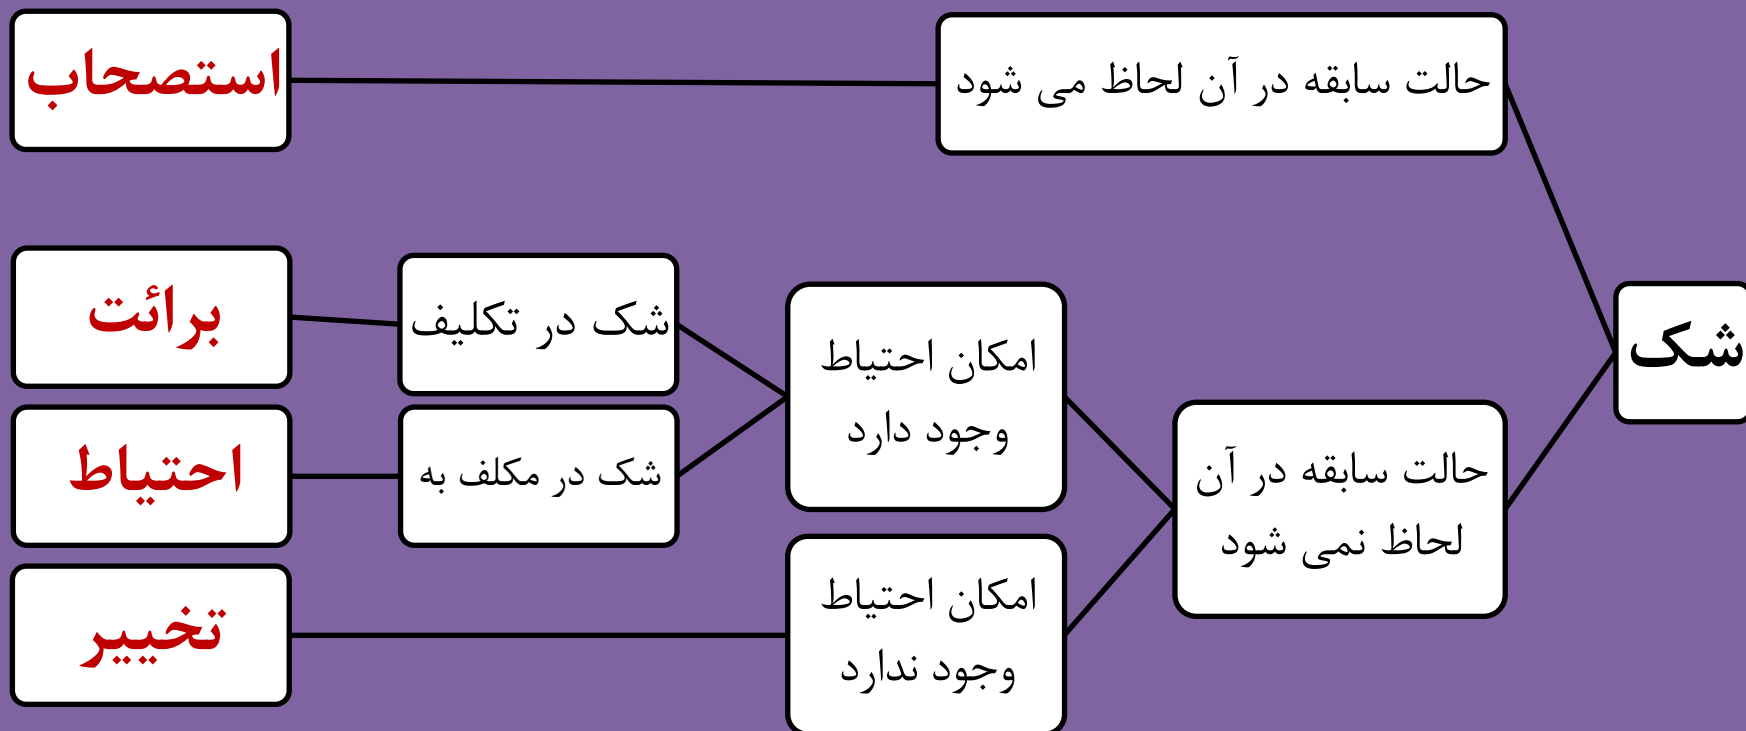 شک
حالت سابقه در آن لحاظ می شود
استصحاب
حالت سابقه در آن
لحاظ نمی شود
امکان احتیاط
وجود دارد
شک در تکلیف
برائت
شک در مکلف به
احتیاط
امکان احتیاط
وجود ندارد
تخییر